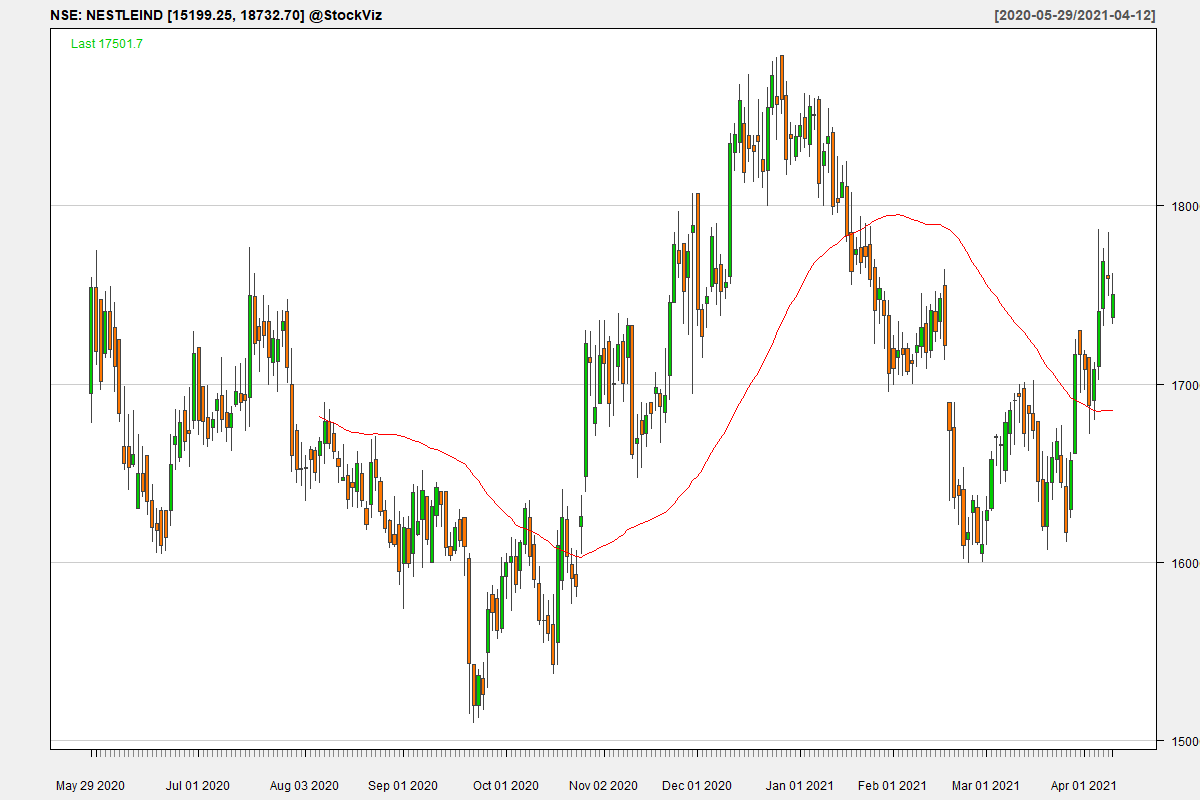 NSE: NESTLEIND [15199.25, 18732.70] @StockViz [2020-05-29/2021-04-12]
Last 17501.7
1800
1700
1600
1500
May 29 2020 Jul 01 2020 Aug 03 2020 Sep 01 2020 Oct 01 2020 Nov 02 2020 Dec 01 2020 Jan 01 2021 Feb 01 2021 Mar 01 2021 Apr 01 2021